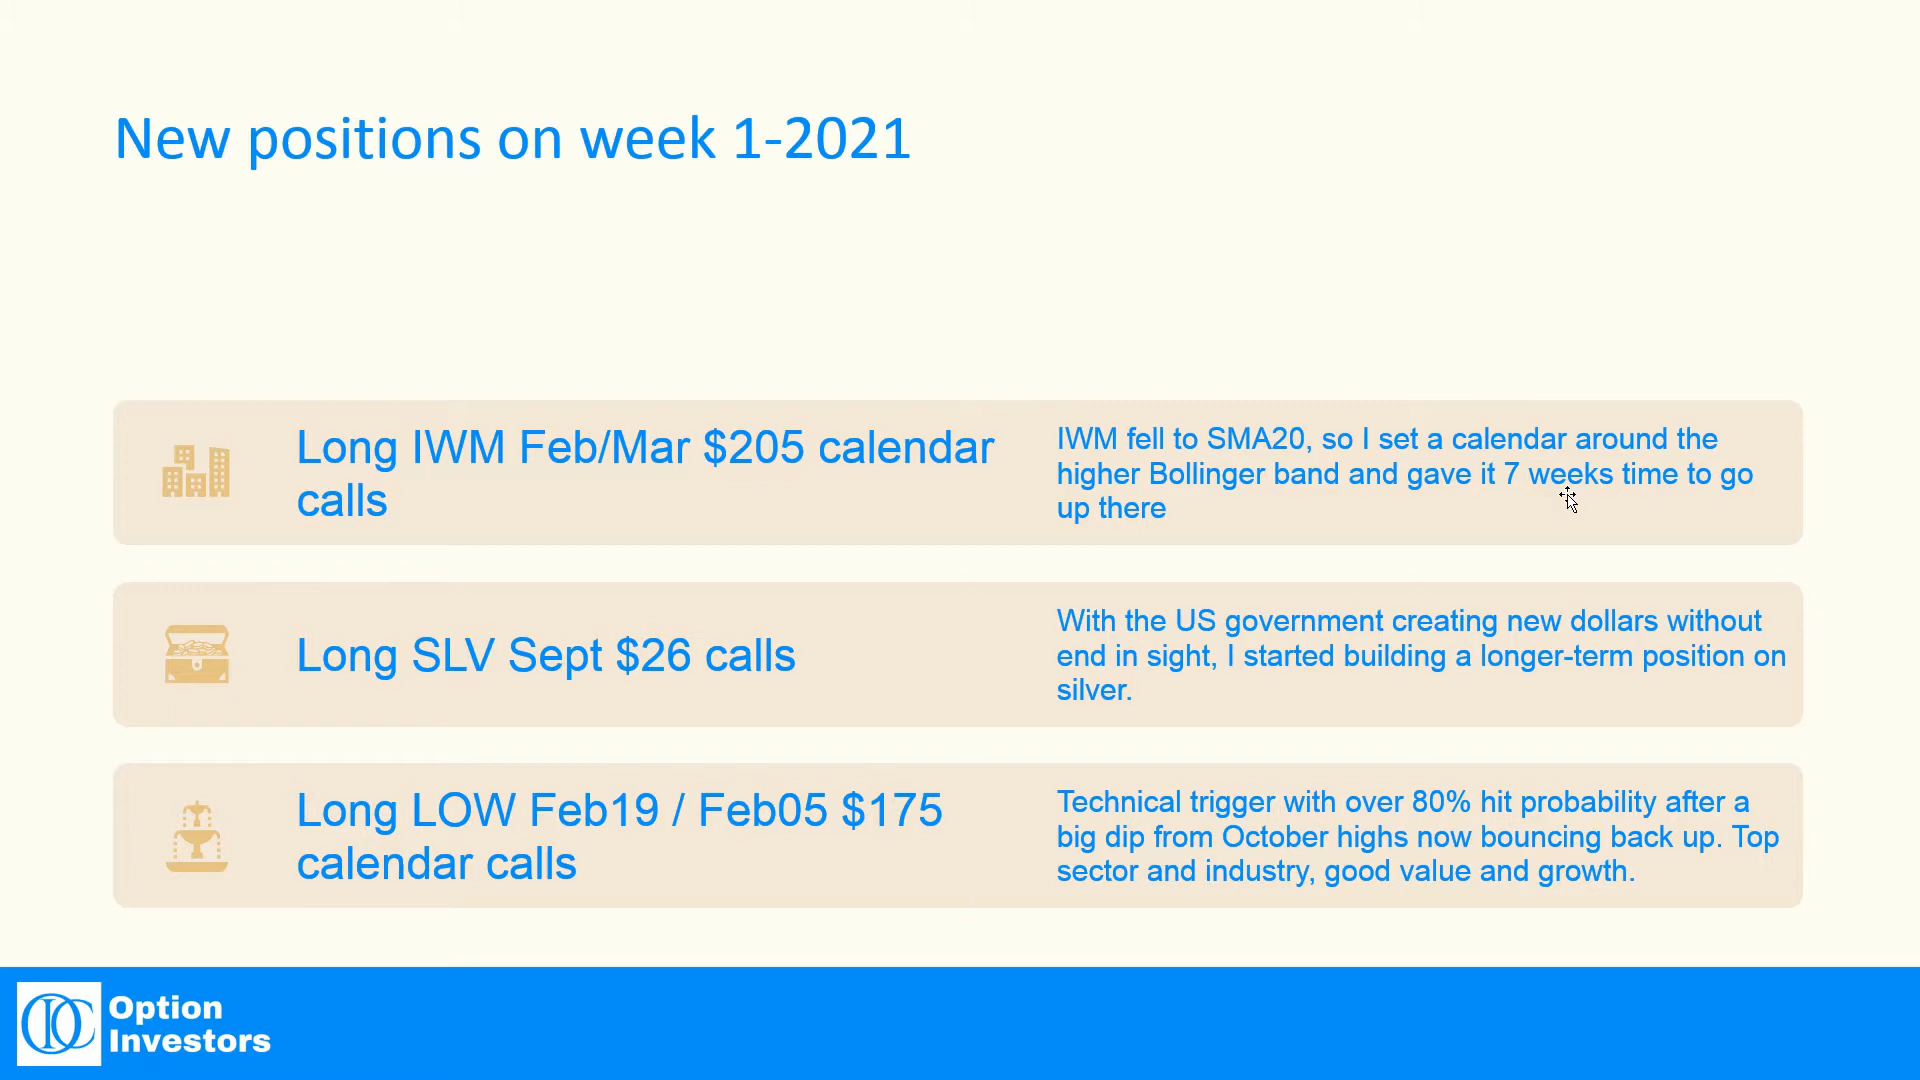 New positions on week 1-2021
Long IWM Feb/Mar $205 calendar
calls
IWM fell to SMA20, so I set a calendar around the
higher Bollinger band and gave it 7 weeks time to go
up there
Long SLV Sept $26 calls
With the US government creating new dollars without
end in sight, I started building a longer-term position on
silver.
Long LOW Feb19 / Feb05 $175
calendar calls
Technical trigger with over 80% hit probability after a
big dip from October highs now bouncing back up. Top
sector and industry, good value and growth.
Option
Investors